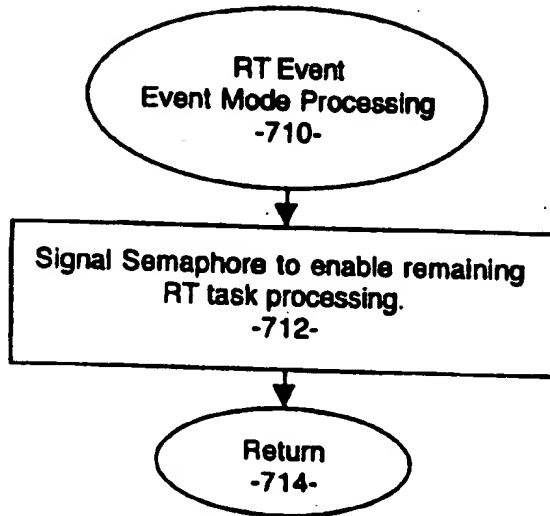 RT Event
Event Mode Processing
-710-
Signal Semaphore to enable remaining
RT task processing.
-712-
Return
-714-